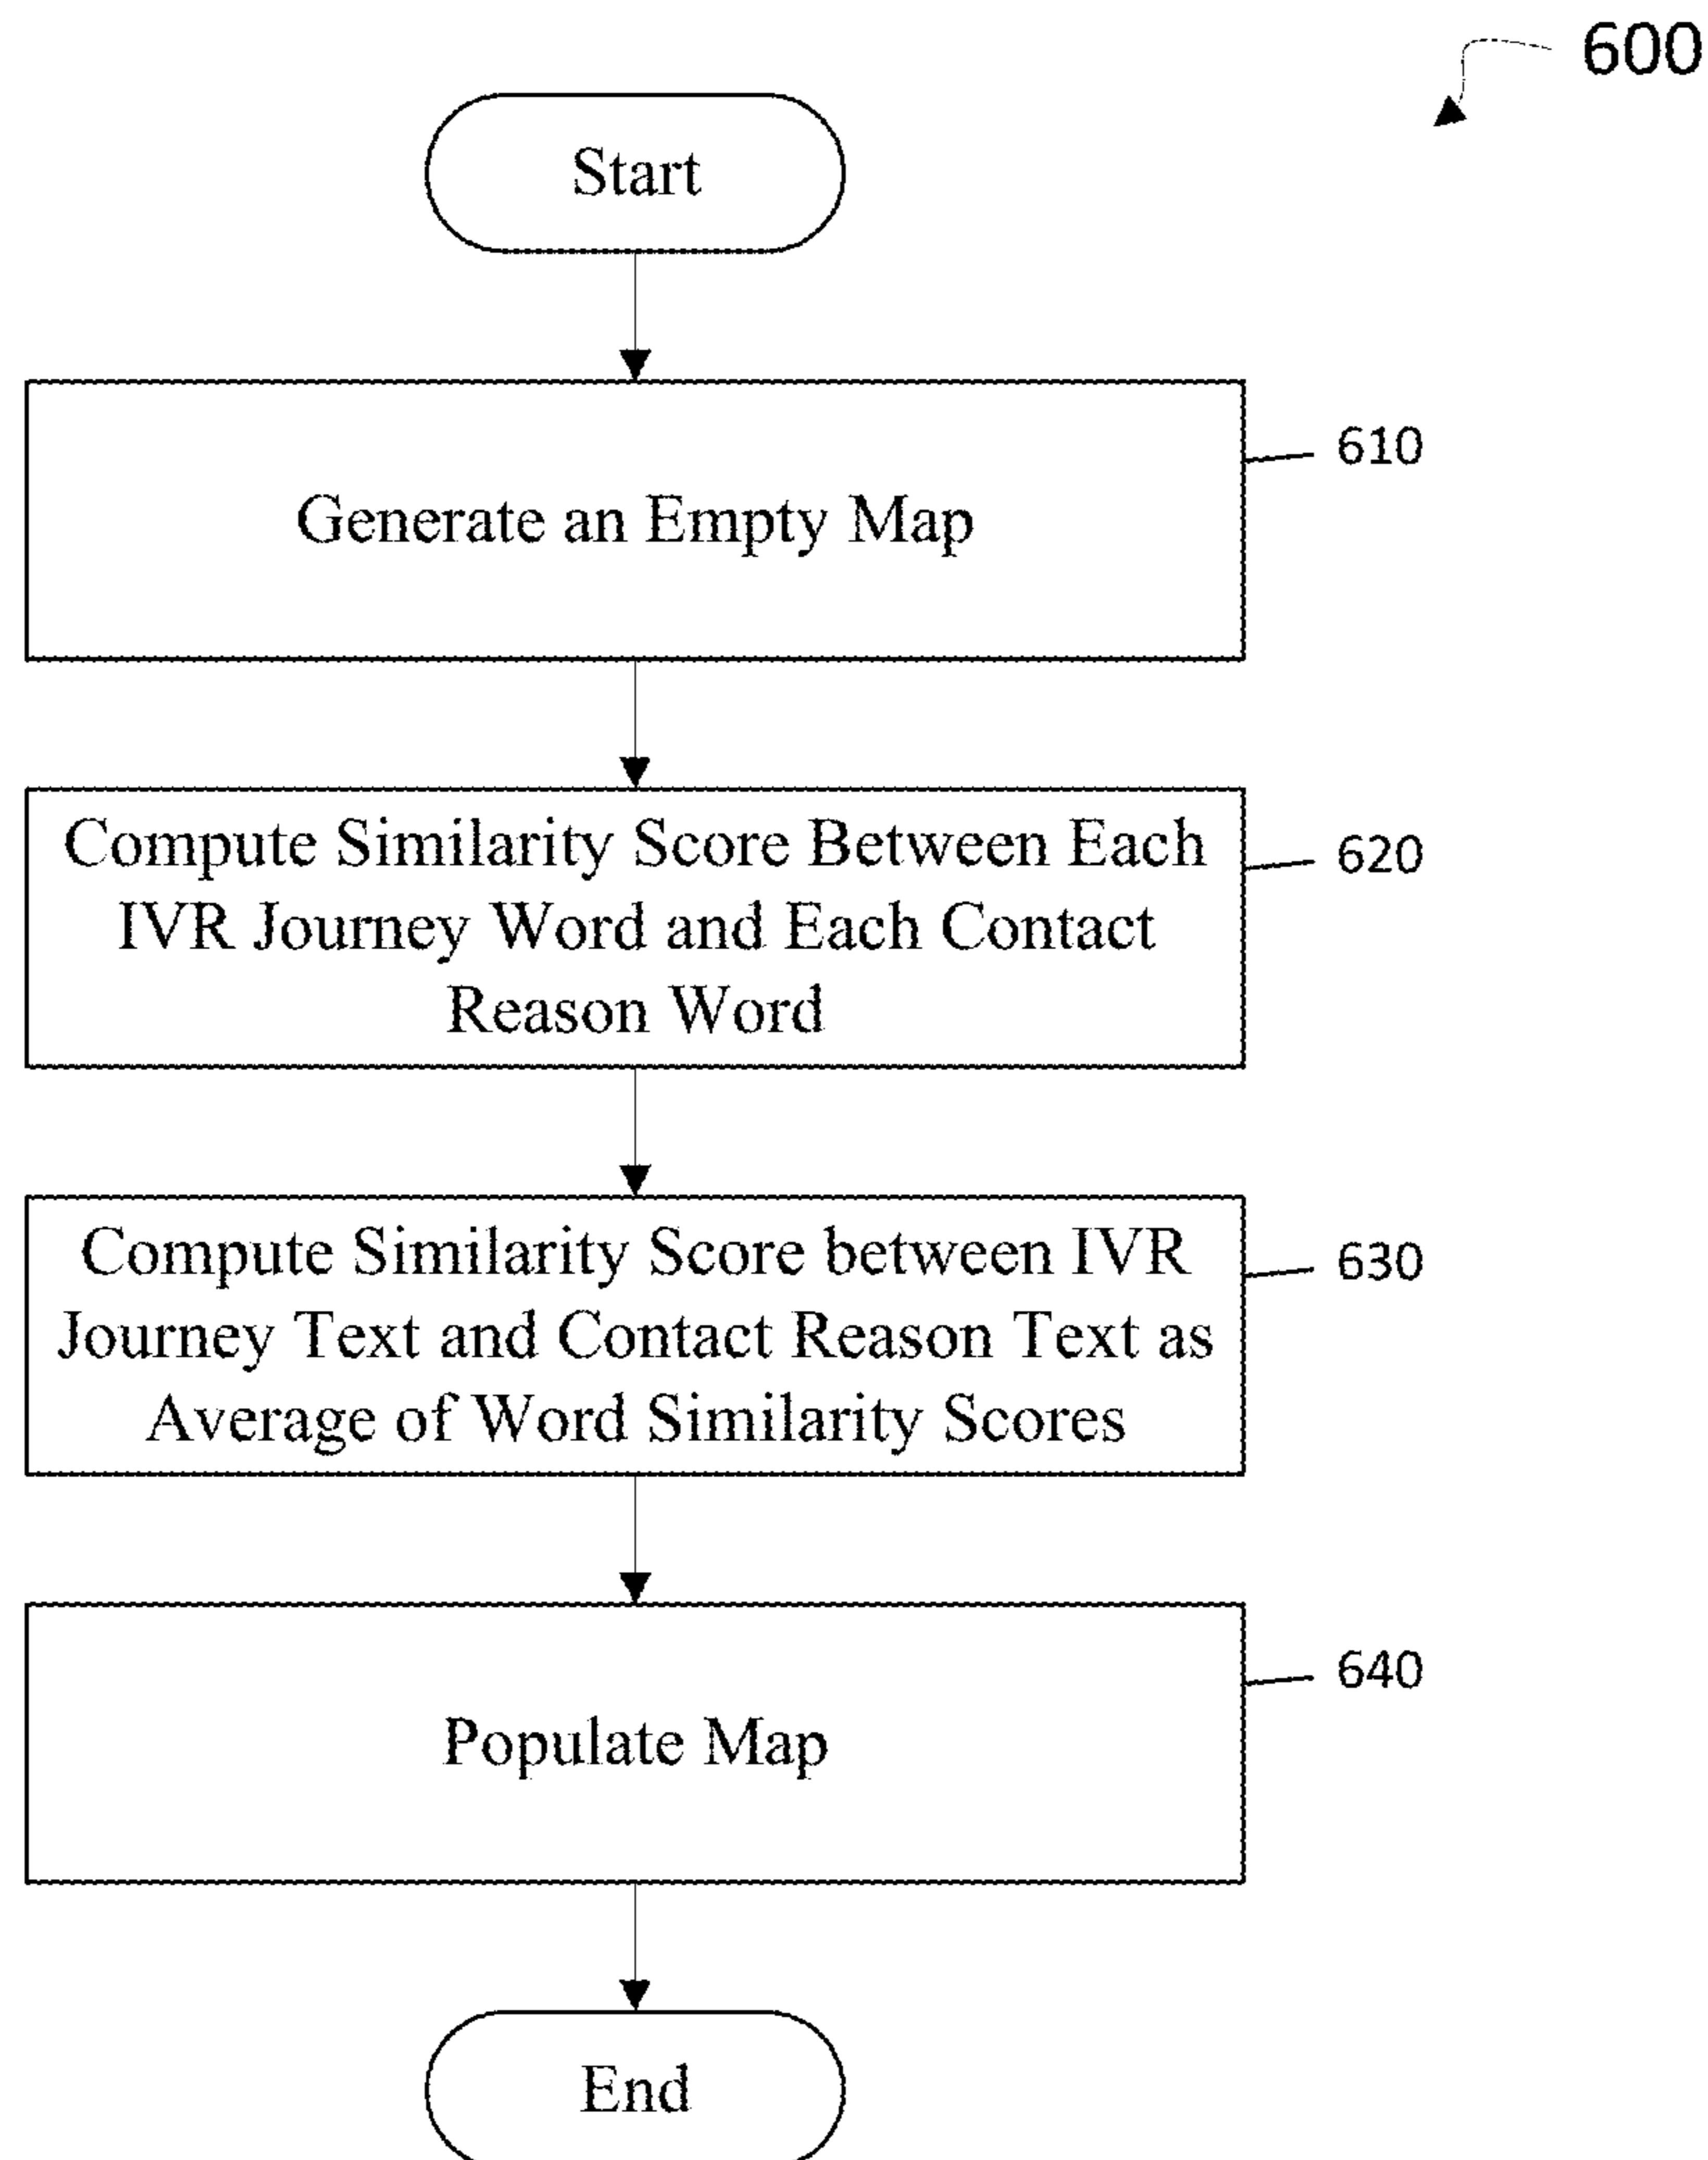 600
Start
Generate an Empty Map
610
Compute Similarity Score Between Each
IVR Journey Word and Each Contact
Reason Word
620
Compute Similarity Score between IVR
Journey Text and Contact Reason Text as
Average of Word Similarity Scores
630
Populate Map
640
End